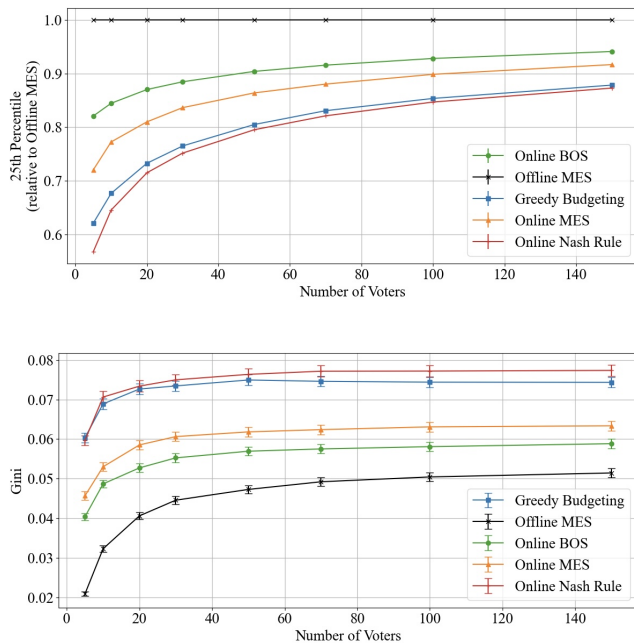 25th Percentile
(relative to Offline MES)
1.0
0.9
0.8
0.7
0.6
Online BOS
Offline MES
Greedy Budgeting
Online MES
Online Nash Rule
0 20 40 60 80 100 120 140
Number of Voters
Gini
0.08
0.07
0.06
0.05
0.04
0.03
0.02
Greedy Budgeting
Offline MES
Online BOS
Online MES
Online Nash Rule
0 20 40 60 80 100 120 140
Number of Voters